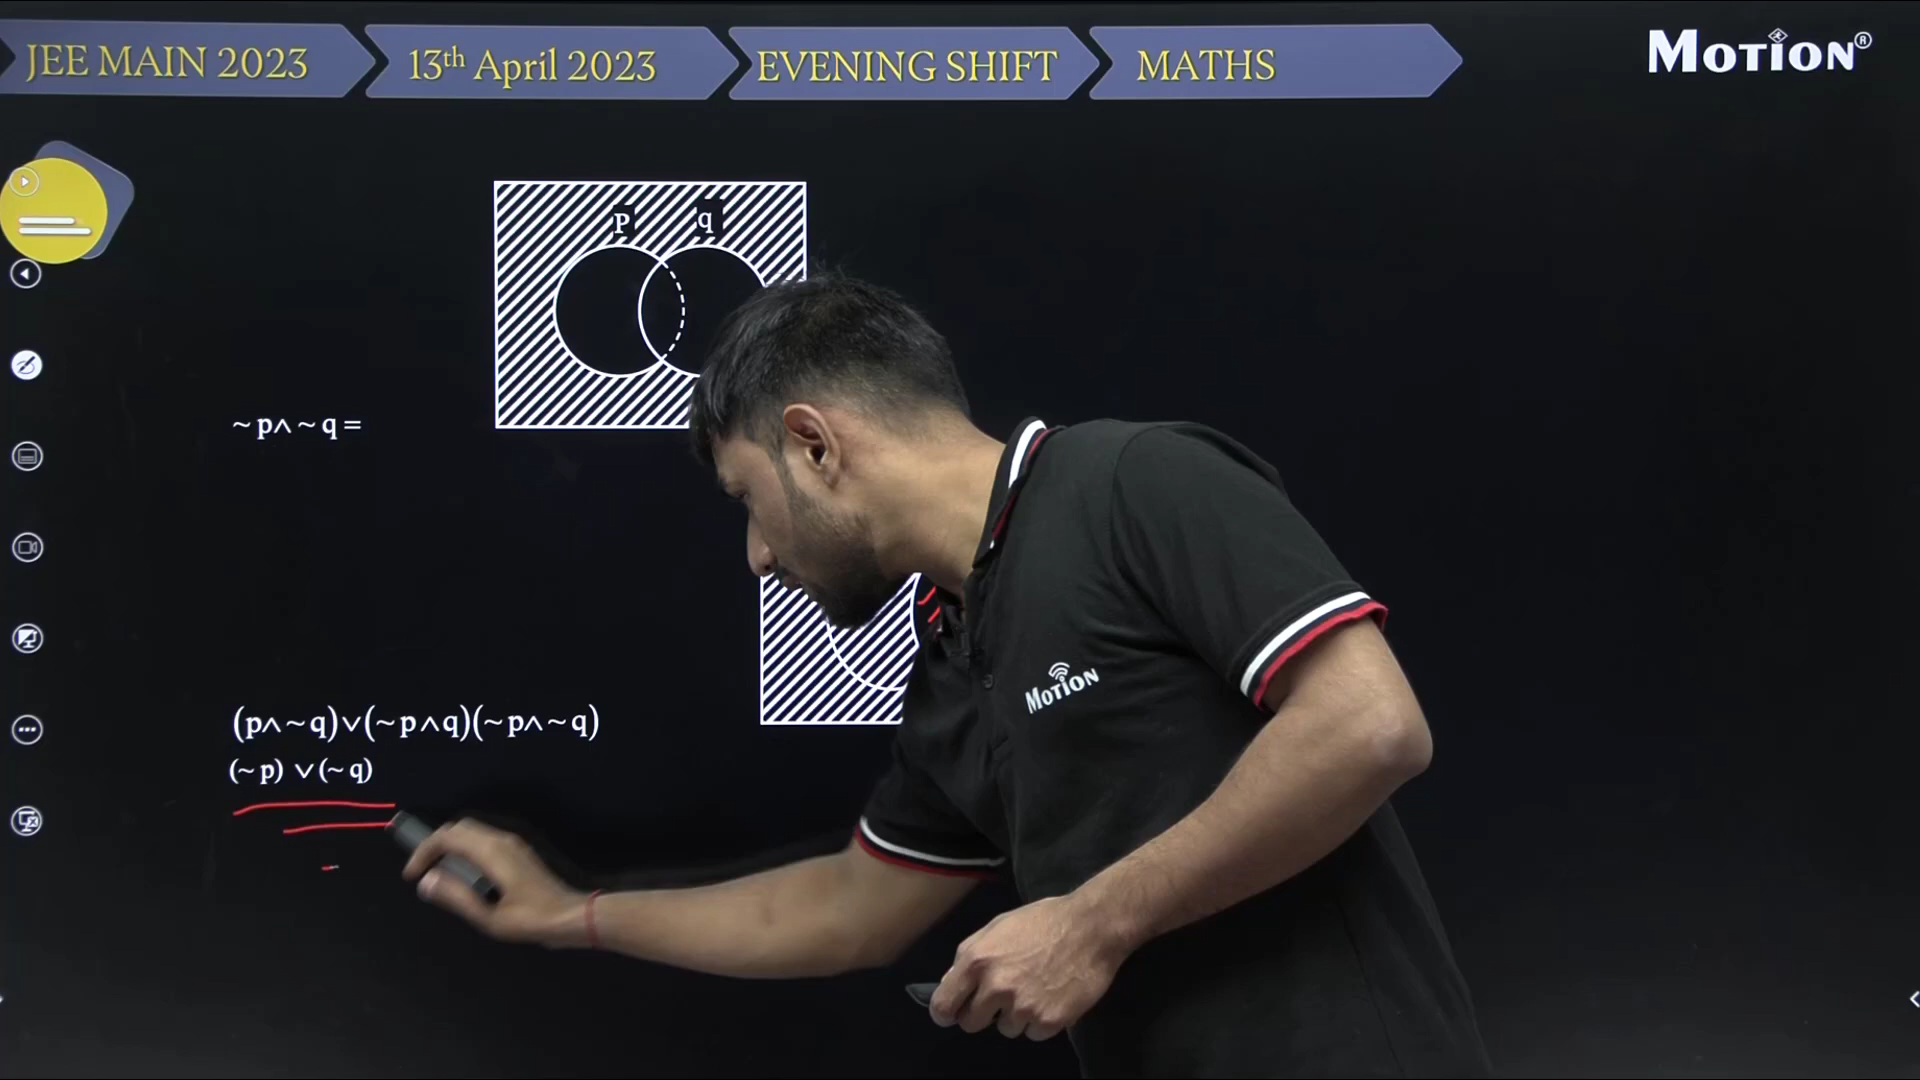 JEE MAIN 2023
13th April 2023
EVENING SHIFT
MATHS
MOTION®
p q
~ p∧ ~ q =
(p∧ ~ q)∨(~ p∧q)(~ p∧ ~ q)
(~ p) ∨(~ q)
MOTION